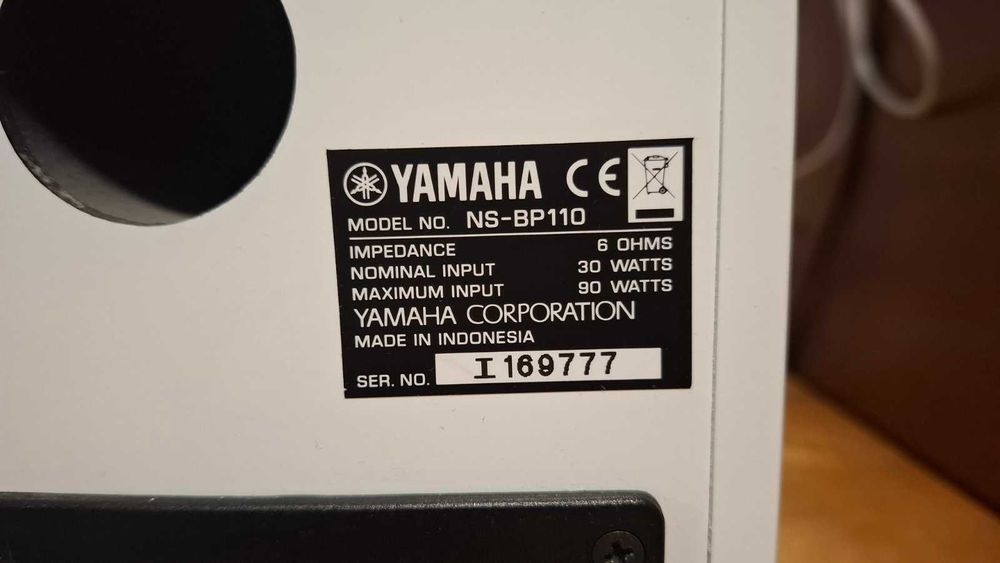 YAMAHA CE
MODEL NO. NS-BP110
IMPEDANCE 6 OHMS
NOMINAL INPUT 30 WATTS
MAXIMUM INPUT 90 WATTS
YAMAHA CORPORATION
MADE IN INDONESIA
SER. NO. I169777